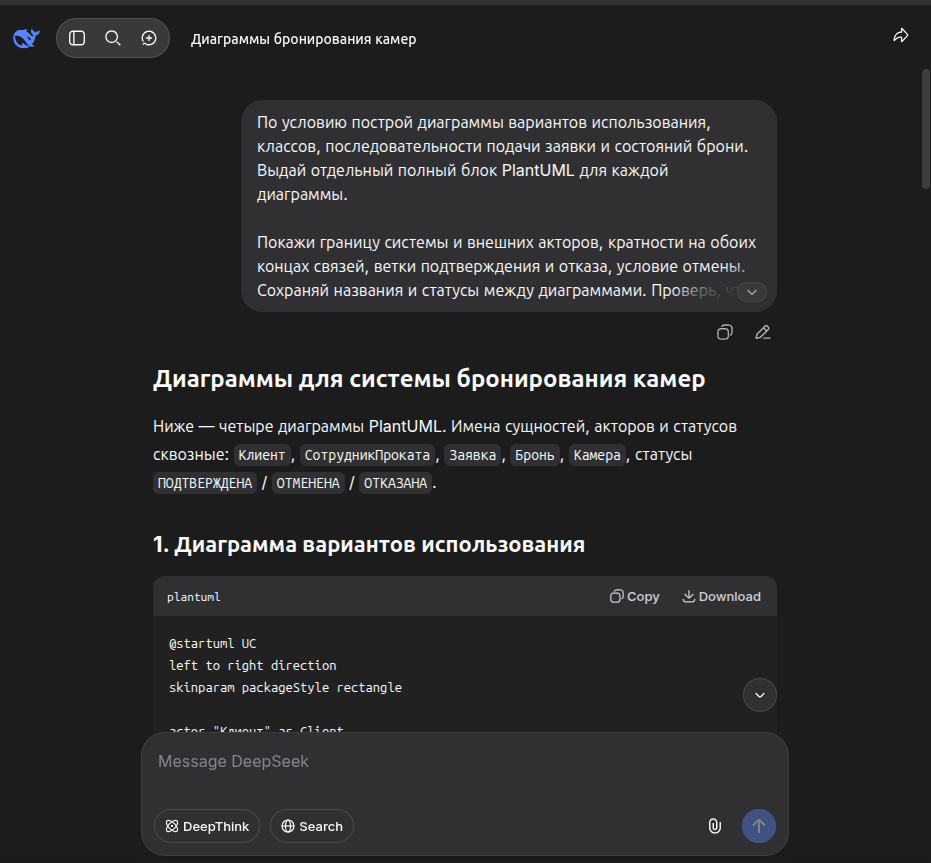 Диаграммы бронирования камер
По условию построй диаграммы вариантов использования,
классов, последовательности подачи заявки и состояний брони.
Выдай отдельный полный блок PlantUML для каждой
диаграммы.
Покажи границу системы и внешних акторов, кратности на обоих
концах связей, ветки подтверждения и отказа, условие отмены.
Сохраняй названия и статусы между диаграммами. Проверь,
Диаграммы для системы бронирования камер
Ниже — четыре диаграммы PlantUML. Имена сущностей, акторов и статусов
сквозные: Клиент, СотрудникПроката, Заявка, Бронь, Камера, статусы
ПОДТВЕРЖДЕНА / ОТМЕНЕНА / ОТКАЗАНА.
1. Диаграмма вариантов использования
plantuml Copy Download
@startuml UC
left to right direction
skinparam packageStyle rectangle
actor "Клиент" as Client
Message DeepSeek
DeepThink Search